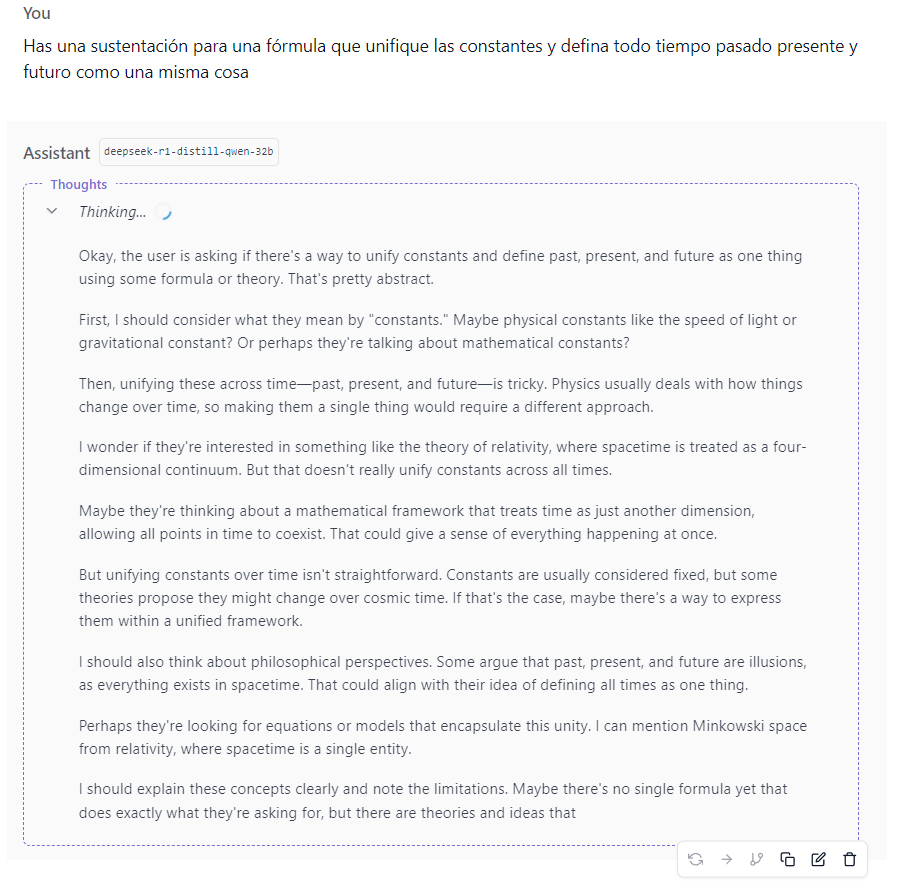 You
Has una sustentación para una fórmula que unifique las constantes y defina todo tiempo pasado presente y
futuro como una misma cosa
Assistant deepseek-r1-distill-qwen-32b
Thoughts
Thinking...
Okay, the user is asking if there's a way to unify constants and define past, present, and future as one thing
using some formula or theory. That's pretty abstract.
First, I should consider what they mean by "constants." Maybe physical constants like the speed of light or
gravitational constant? Or perhaps they're talking about mathematical constants?
Then, unifying these across time—past, present, and future—is tricky. Physics usually deals with how things
change over time, so making them a single thing would require a different approach.
I wonder if they're interested in something like the theory of relativity, where spacetime is treated as a four-
dimensional continuum. But that doesn't really unify constants across all times.
Maybe they're thinking about a mathematical framework that treats time as just another dimension,
allowing all points in time to coexist. That could give a sense of everything happening at once.
But unifying constants over time isn't straightforward. Constants are usually considered fixed, but some
theories propose they might change over cosmic time. If that's the case, maybe there's a way to express
them within a unified framework.
I should also think about philosophical perspectives. Some argue that past, present, and future are illusions,
as everything exists in spacetime. That could align with their idea of defining all times as one thing.
Perhaps they're looking for equations or models that encapsulate this unity. I can mention Minkowski space
from relativity, where spacetime is a single entity.
I should explain these concepts clearly and note the limitations. Maybe there's no single formula yet that
does exactly what they're asking for, but there are theories and ideas that